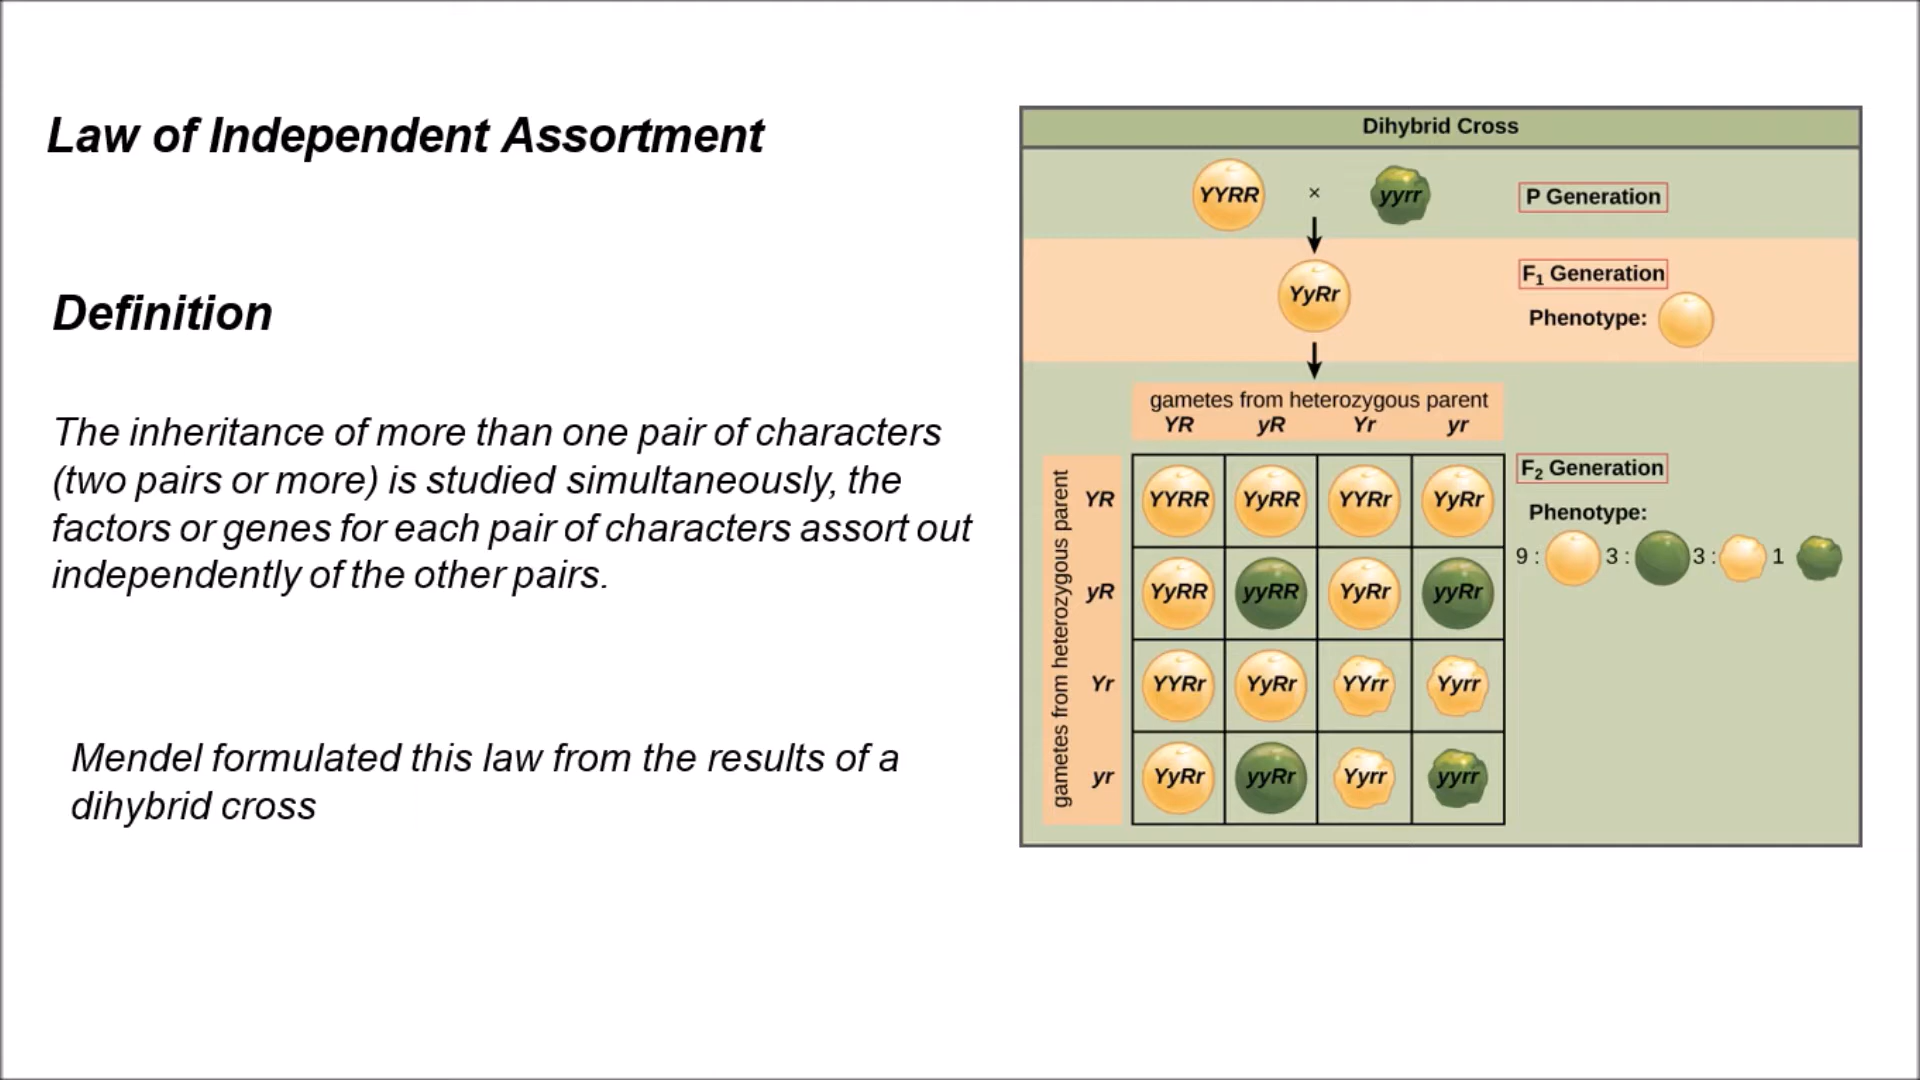 Law of Independent Assortment
Definition
The inheritance of more than one pair of characters
(two pairs or more) is studied simultaneously, the
factors or genes for each pair of characters assort out
independently of the other pairs.
Mendel formulated this law from the results of a
dihybrid cross
Dihybrid Cross
YYRR × yyrr P Generation
F₁ Generation
YyRr
Phenotype:
gametes from heterozygous parent
YR yR Yr yr
gametes from heterozygous parent
YR YYRR YyRR YYRr YyRr
yR YyRR yyRR YyRr yyRr
Yr YYRr YyRr YYrr Yyrr
yr YyRr yyRr Yyrr yyrr
F₂ Generation
Phenotype:
9 : 3 : 3 : 1